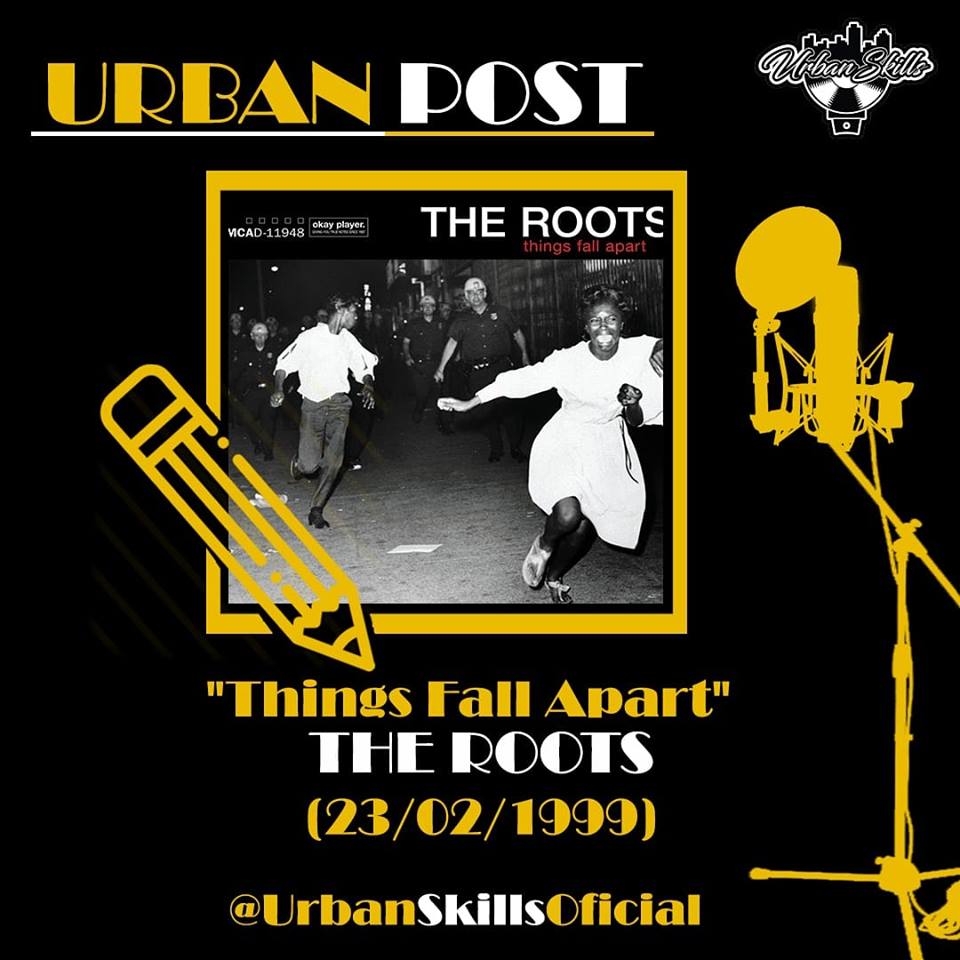 URBAN POST
Urban Skills
MCAD-11948
okay player.
THE ROOTS
things fall apart
"Things Fall Apart"
THE ROOTS
(23/02/1999)
@UrbanSkillsOficial